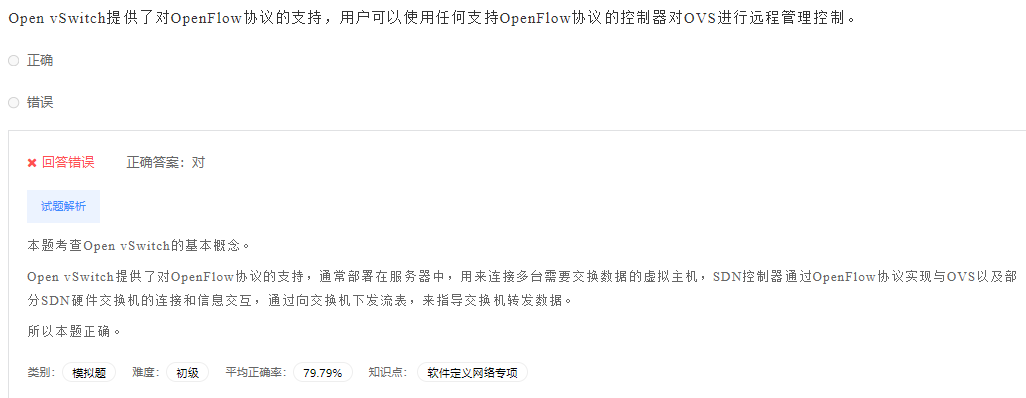 Open vSwitch提供了对OpenFlow协议的支持，用户可以使用任何支持OpenFlow协议的控制器对OVS进行远程管理控制。
正确
错误
回答错误 正确答案：对
试题解析
本题考查Open vSwitch的基本概念。
Open vSwitch提供了对OpenFlow协议的支持，通常部署在服务器中，用来连接多台需要交换数据的虚拟主机，SDN控制器通过OpenFlow协议实现与OVS以及部
分SDN硬件交换机的连接和信息交互，通过向交换机下发流表，来指导交换机转发数据。
所以本题正确。
类别： 模拟题 难度： 初级 平均正确率： 79.79% 知识点： 软件定义网络专项